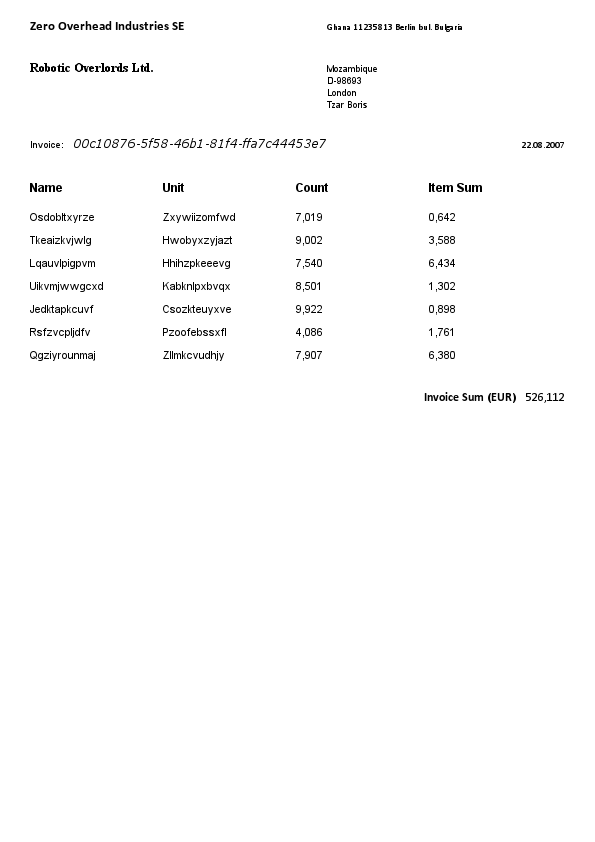 Zero Overhead Industries SE    Ghana 11235813 Berlin bul. Bulgaria
Robotic Overlords Ltd.    Mozambique
D-98693
London
Tzar Boris
Invoice: 00c10876-5f58-46b1-81f4-ffa7c44453e7    22.08.2007
Name    Unit    Count    Item Sum
Osdobltxyrze    Zxywiizomfwd    7,019    0,642
Tkeaizkvjwlg    Hwobyxzyjazt    9,002    3,588
Lqauvlpigpvm    Hhihzpkeeevg    7,540    6,434
Uikvmjwwgcxd    Kabknlpxbvqx    8,501    1,302
Jedktapkcuvf    Csozkteuyxve    9,922    0,898
Rsfzvcpljdfv    Pzoofebssxfl    4,086    1,761
Qgziyrounmaj    Zllmkcvudhjy    7,907    6,380
Invoice Sum (EUR)    526,112